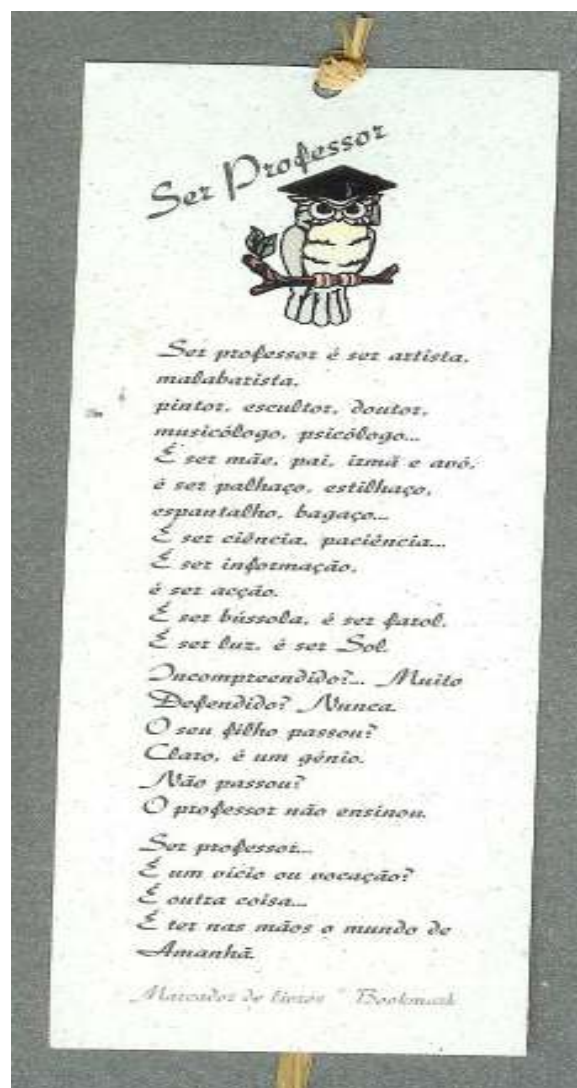 Ser Professor
Ser professor é ser artista,
malabarista,
pintor, escultor, doutor,
musicólogo, psicólogo...
É ser mãe, pai, irmã e avó,
é ser palhaço, estilhaço,
espantalho, bagaço...
É ser ciência, paciência...
É ser informação,
é ser acção.
É ser bússola, é ser farol.
É ser luz, é ser Sol.
Incompreendido?... Muito
Defendido? Nunca.
O seu filho passou?
Claro, é um génio.
Não passou?
O professor não ensinou.
Ser professor...
É um vício ou vocação?
É outra coisa...
É ter nas mãos o mundo de
Amanhã.
Marcador de Livros * Bookmark